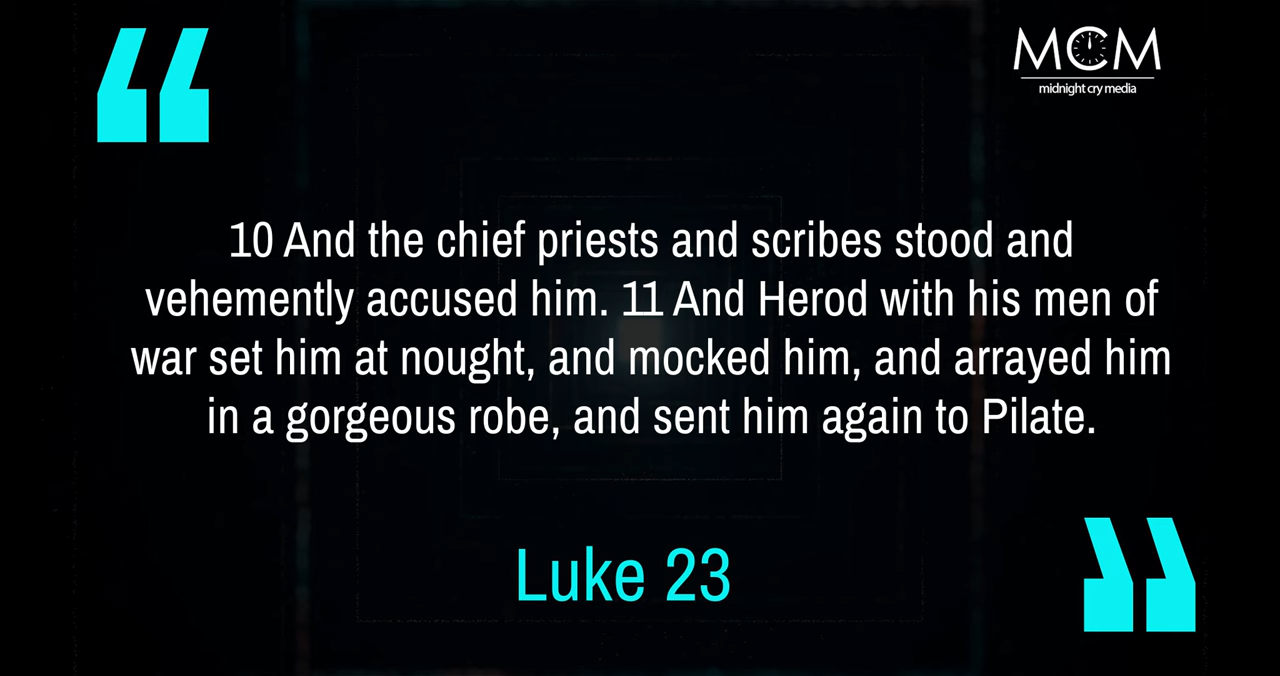 MCM
midnight cry media
“
10 And the chief priests and scribes stood and
vehemently accused him. 11 And Herod with his men of
war set him at nought, and mocked him, and arrayed him
in a gorgeous robe, and sent him again to Pilate.
Luke 23
”